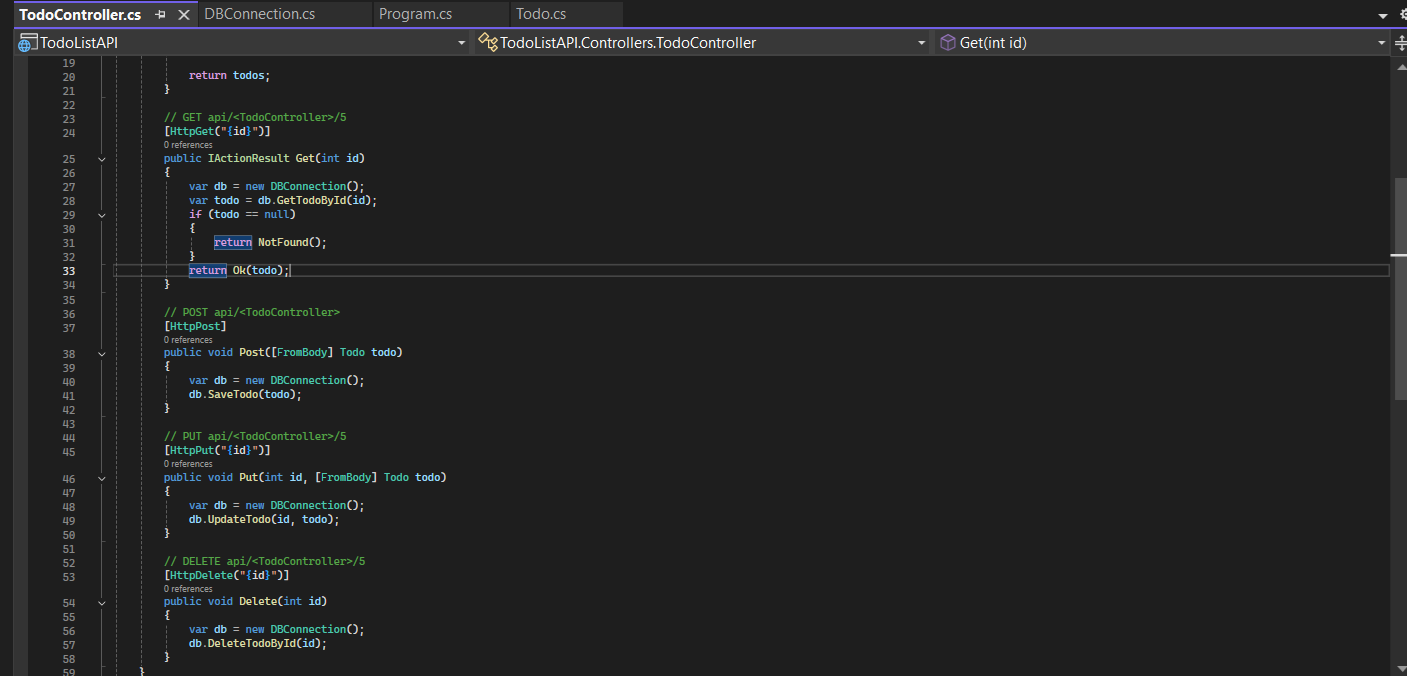 TodoController.cs DBConnection.cs Program.cs Todo.cs
TodoListAPI TodoListAPI.Controllers.TodoController Get(int id)
19
20 return todos;
21 }
22
23 // GET api/<TodoController>/5
24 [HttpGet("{id}")]
0 references
25 public IActionResult Get(int id)
26 {
27 var db = new DBConnection();
28 var todo = db.GetTodoById(id);
29 if (todo == null)
30 {
31 return NotFound();
32 }
33 return Ok(todo);
34 }
35
36 // POST api/<TodoController>
37 [HttpPost]
0 references
38 public void Post([FromBody] Todo todo)
39 {
40 var db = new DBConnection();
41 db.SaveTodo(todo);
42 }
43
44 // PUT api/<TodoController>/5
45 [HttpPut("{id}")]
0 references
46 public void Put(int id, [FromBody] Todo todo)
47 {
48 var db = new DBConnection();
49 db.UpdateTodo(id, todo);
50 }
51
52 // DELETE api/<TodoController>/5
53 [HttpDelete("{id}")]
0 references
54 public void Delete(int id)
55 {
56 var db = new DBConnection();
57 db.DeleteTodoById(id);
58 }
59 }